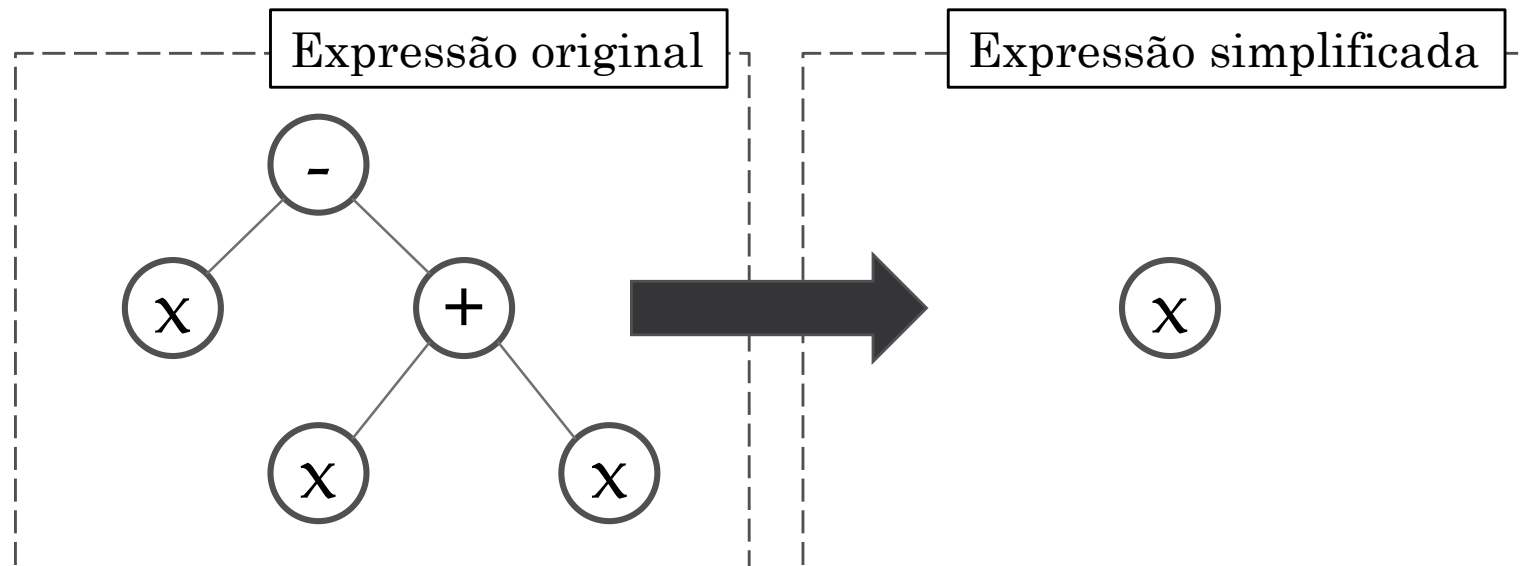 Expressão original
Expressão simplificada
-
x
+
x
x
x